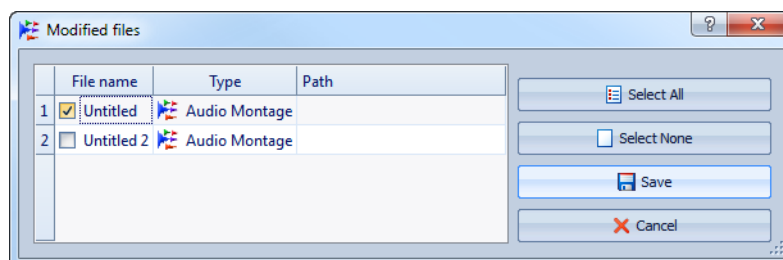 Modified files
?
File name Type Path
1 Untitled Audio Montage
2 Untitled 2 Audio Montage
Select All
Select None
Save
Cancel